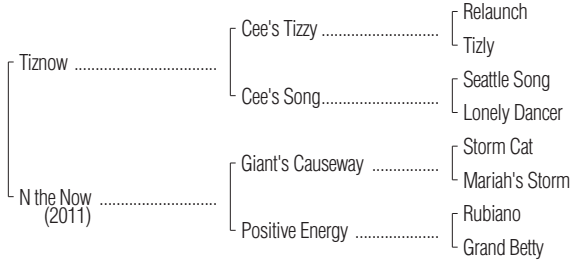 Relaunch
Cee's Tizzy ..............................
Tizly
Tiznow .....................................
Seattle Song
Cee's Song..............................
Lonely Dancer
Storm Cat
Giant's Causeway .................
Mariah's Storm
N the Now ..............................
(2011)
Rubiano
Positive Energy .....................
Grand Betty